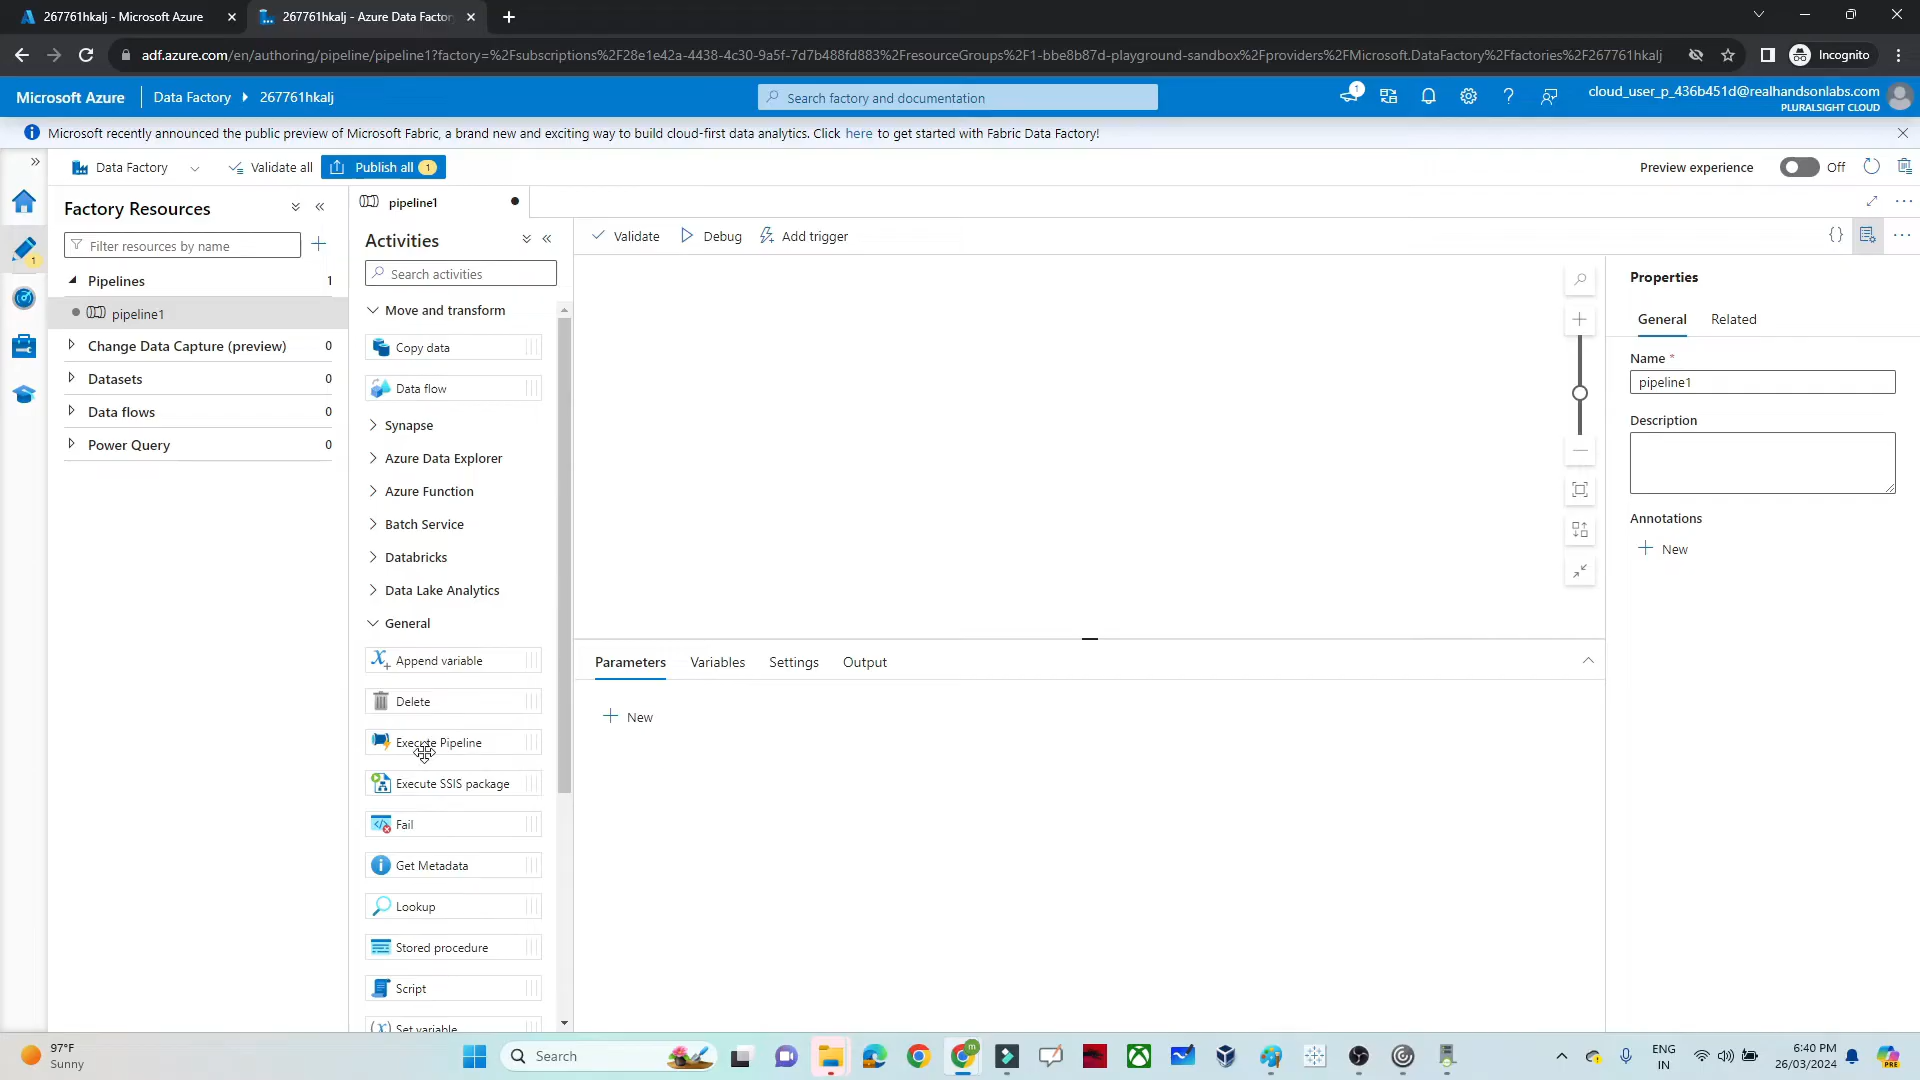 267761hkalj - Microsoft Azure
267761hkalj - Azure Data Factory
adf.azure.com/en/authoring/pipeline/pipeline1?factory=%2Fsubscriptions%2F28e1e42a-4438-4c30-9a5f-7d7b488fd883%2FresourceGroups%2F1-bbe8b87d-playground-sandbox%2Fproviders%2FMicrosoft.DataFactory%2Ffactories%2F267761hkalj
Incognito
Microsoft Azure
Data Factory
267761hkalj
Search factory and documentation
1
cloud_user_p_436b451d@realhandsonlabs.com
PLURALSIGHT CLOUD
Microsoft recently announced the public preview of Microsoft Fabric, a brand new and exciting way to build cloud-first data analytics. Click here to get started with Fabric Data Factory!
Data Factory
Validate all
Publish all 1
Preview experience
Off
Factory Resources
Filter resources by name
1
Pipelines 1
pipeline1
Change Data Capture (preview) 0
Datasets 0
Data flows 0
Power Query 0
pipeline1
Activities
Search activities
Move and transform
Copy data
Data flow
Synapse
Azure Data Explorer
Azure Function
Batch Service
Databricks
Data Lake Analytics
General
Append variable
Delete
Execute Pipeline
Execute SSIS package
Fail
Get Metadata
Lookup
Stored procedure
Script
Set variable
Validate
Debug
Add trigger
Parameters
Variables
Settings
Output
New
Properties
General
Related
Name *
pipeline1
Description
Annotations
New
97°F
Sunny
Search
ENG
IN
6:40 PM
26/03/2024